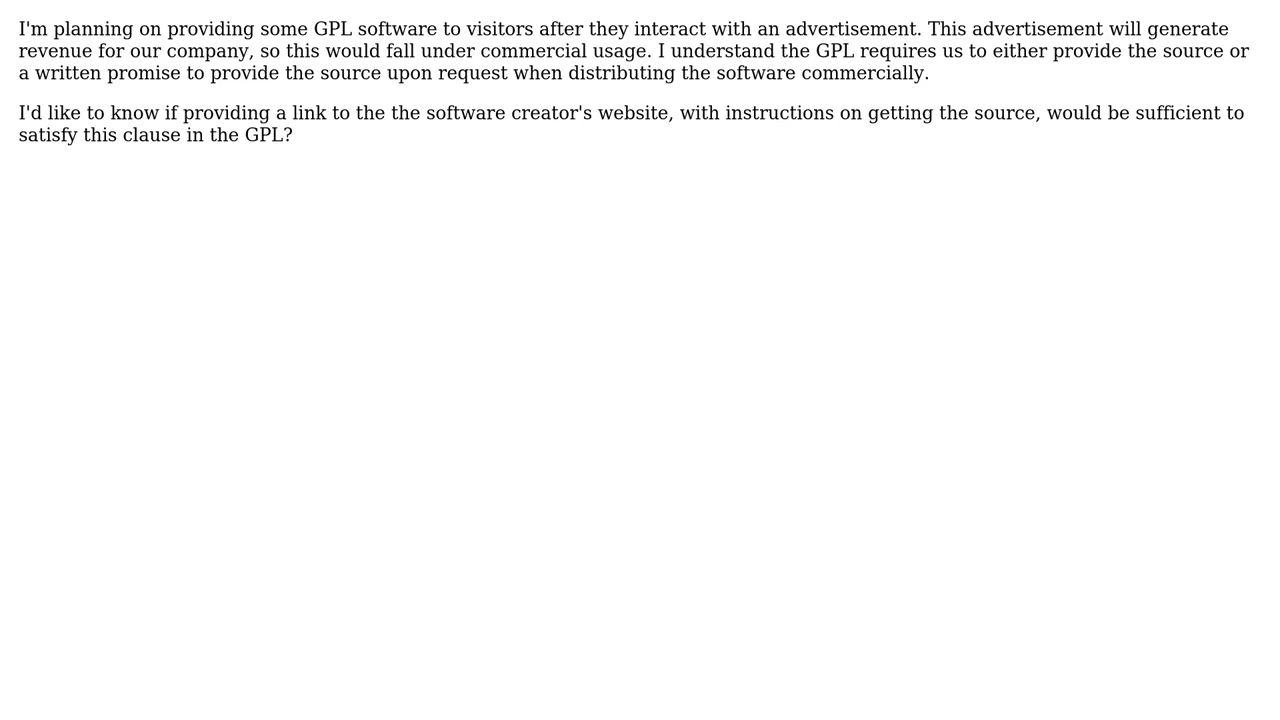 I'm planning on providing some GPL software to visitors after they interact with an advertisement. This advertisement will generate
revenue for our company, so this would fall under commercial usage. I understand the GPL requires us to either provide the source or
a written promise to provide the source upon request when distributing the software commercially.
I'd like to know if providing a link to the the software creator's website, with instructions on getting the source, would be sufficient to
satisfy this clause in the GPL?